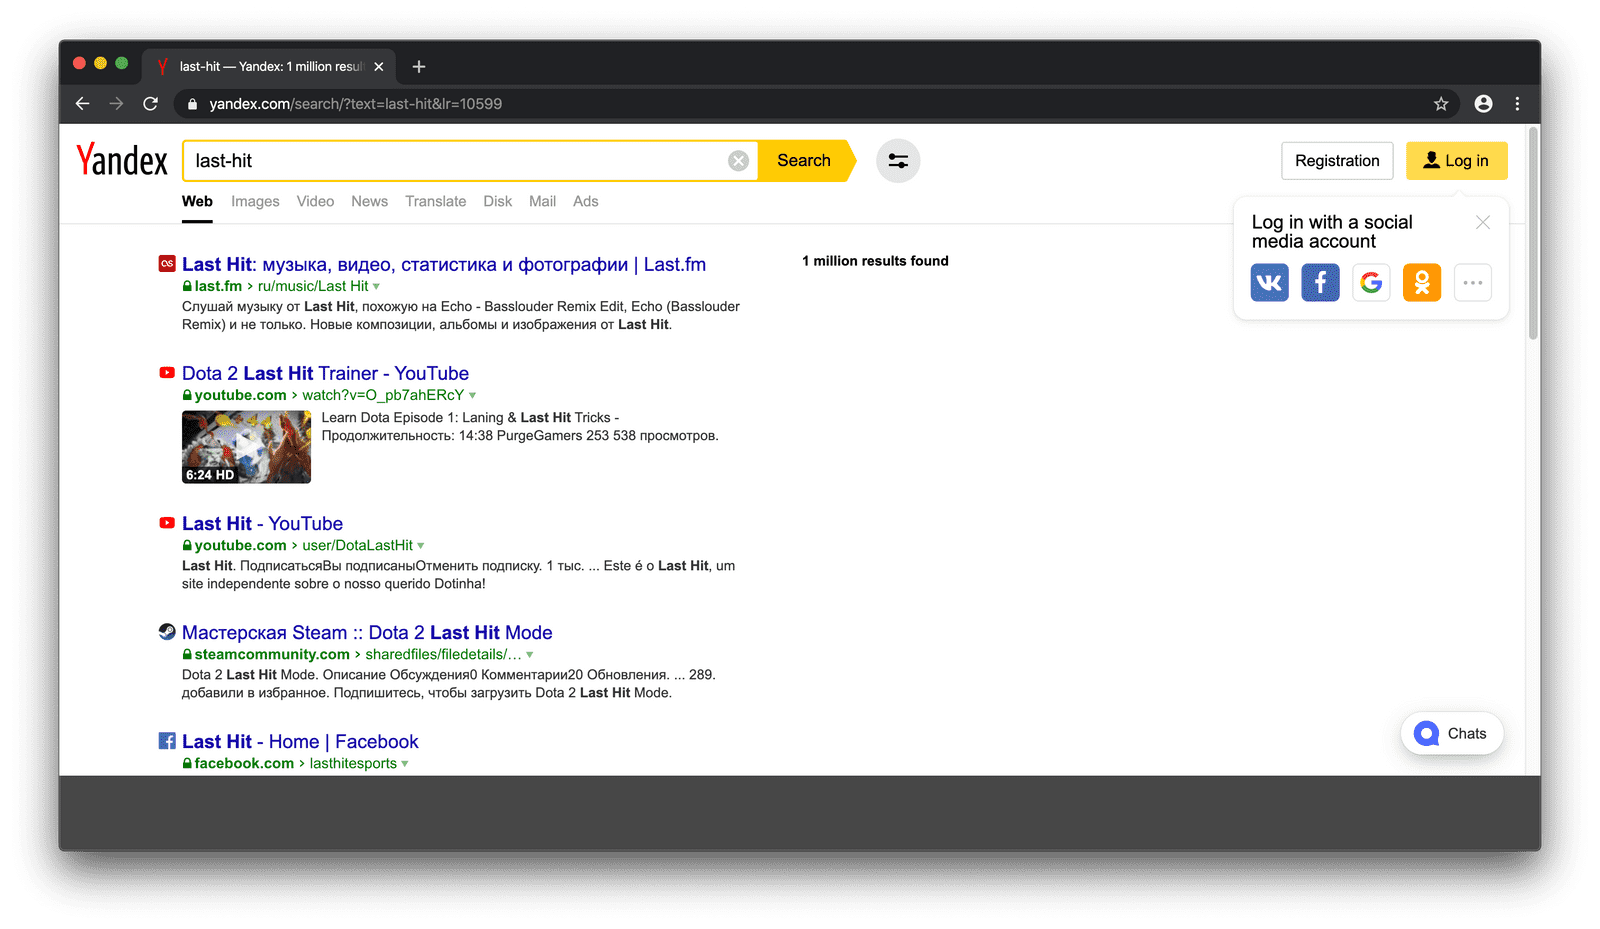 last-hit — Yandex: 1 million resul
yandex.com/search/?text=last-hit&lr=10599
Yandex
last-hit
Search
Registration
Log in
Web Images Video News Translate Disk Mail Ads
Log in with a social
media account
Last Hit: музыка, видео, статистика и фотографии | Last.fm
last.fm › ru/music/Last Hit
Слушай музыку от Last Hit, похожую на Echo - Basslouder Remix Edit, Echo (Basslouder
Remix) и не только. Новые композиции, альбомы и изображения от Last Hit.
1 million results found
Dota 2 Last Hit Trainer - YouTube
youtube.com › watch?v=O_pb7ahERcY
Learn Dota Episode 1: Laning & Last Hit Tricks -
Продолжительность: 14:38 PurgeGamers 253 538 просмотров.
6:24 HD
Last Hit - YouTube
youtube.com › user/DotaLastHit
Last Hit. ПодписатьсяВы подписаныОтменить подписку. 1 тыс. ... Este é o Last Hit, um
site independente sobre o nosso querido Dotinha!
Мастерская Steam :: Dota 2 Last Hit Mode
steamcommunity.com › sharedfiles/filedetails/…
Dota 2 Last Hit Mode. Описание Обсуждения0 Комментарии20 Обновления. ... 289.
добавили в избранное. Подпишитесь, чтобы загрузить Dota 2 Last Hit Mode.
Last Hit - Home | Facebook
facebook.com › lasthitesports
Chats